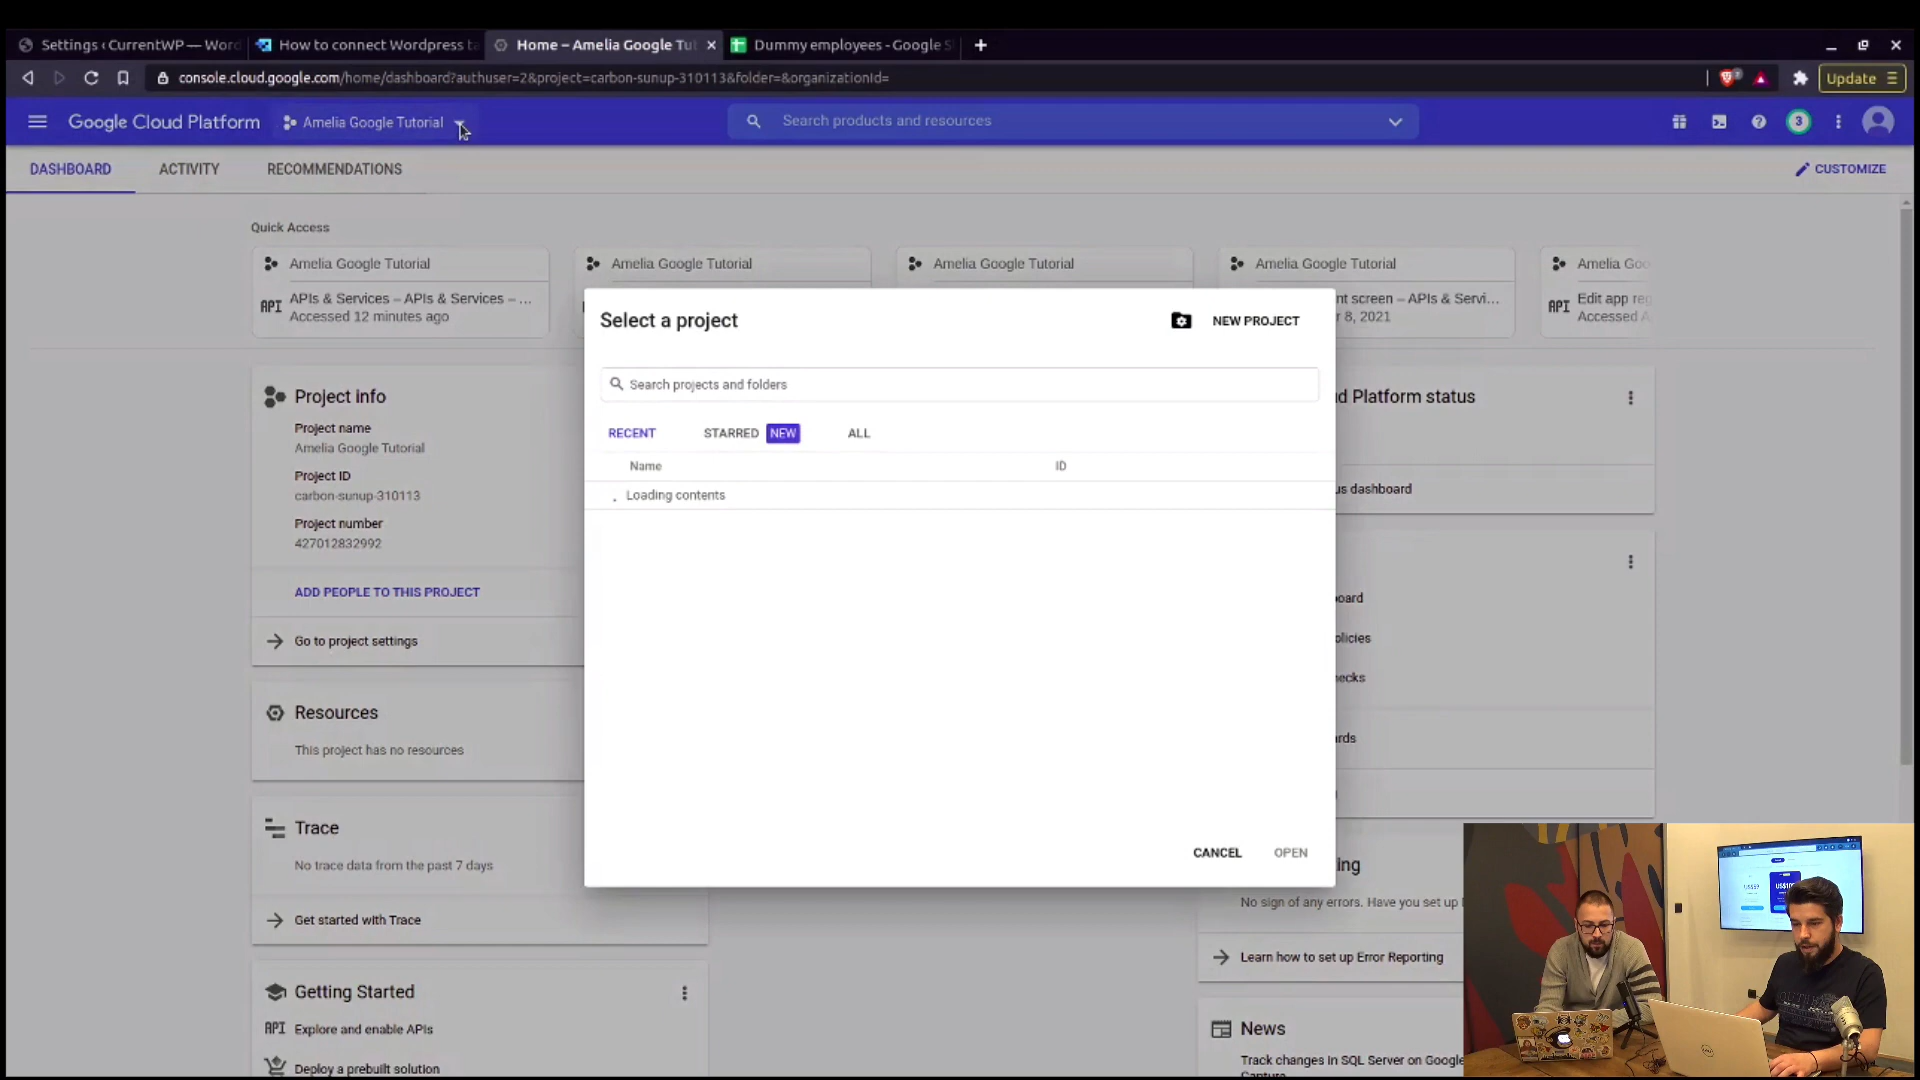 Settings ‹ CurrentWP — Word
How to connect Wordpress ta
Home – Amelia Google Tut
Dummy employees - Google S
console.cloud.google.com/home/dashboard?authuser=2&project=carbon-sunup-310113&folder=&organizationId=
Update
Google Cloud Platform
Amelia Google Tutorial
Search products and resources
3
DASHBOARD
ACTIVITY
RECOMMENDATIONS
CUSTOMIZE
Quick Access
Amelia Google Tutorial
Amelia Google Tutorial
Amelia Google Tutorial
Amelia Google Tutorial
Amelia Goo
API
APIs & Services – APIs & Services – ...
Accessed 12 minutes ago
nt screen – APIs & Servi...
r 8, 2021
API
Edit app reg
Accessed A
Select a project
NEW PROJECT
Search projects and folders
RECENT
STARRED NEW
ALL
Name
ID
Loading contents
CANCEL
OPEN
Project info
Project name
Amelia Google Tutorial
Project ID
carbon-sunup-310113
Project number
427012832992
ADD PEOPLE TO THIS PROJECT
Go to project settings
Resources
This project has no resources
Trace
No trace data from the past 7 days
Get started with Trace
Getting Started
API Explore and enable APIs
Deploy a prebuilt solution
d Platform status
us dashboard
board
olicies
ecks
rds
ing
No sign of any errors. Have you set up
Learn how to set up Error Reporting
News
Track changes in SQL Server on Google
Capture